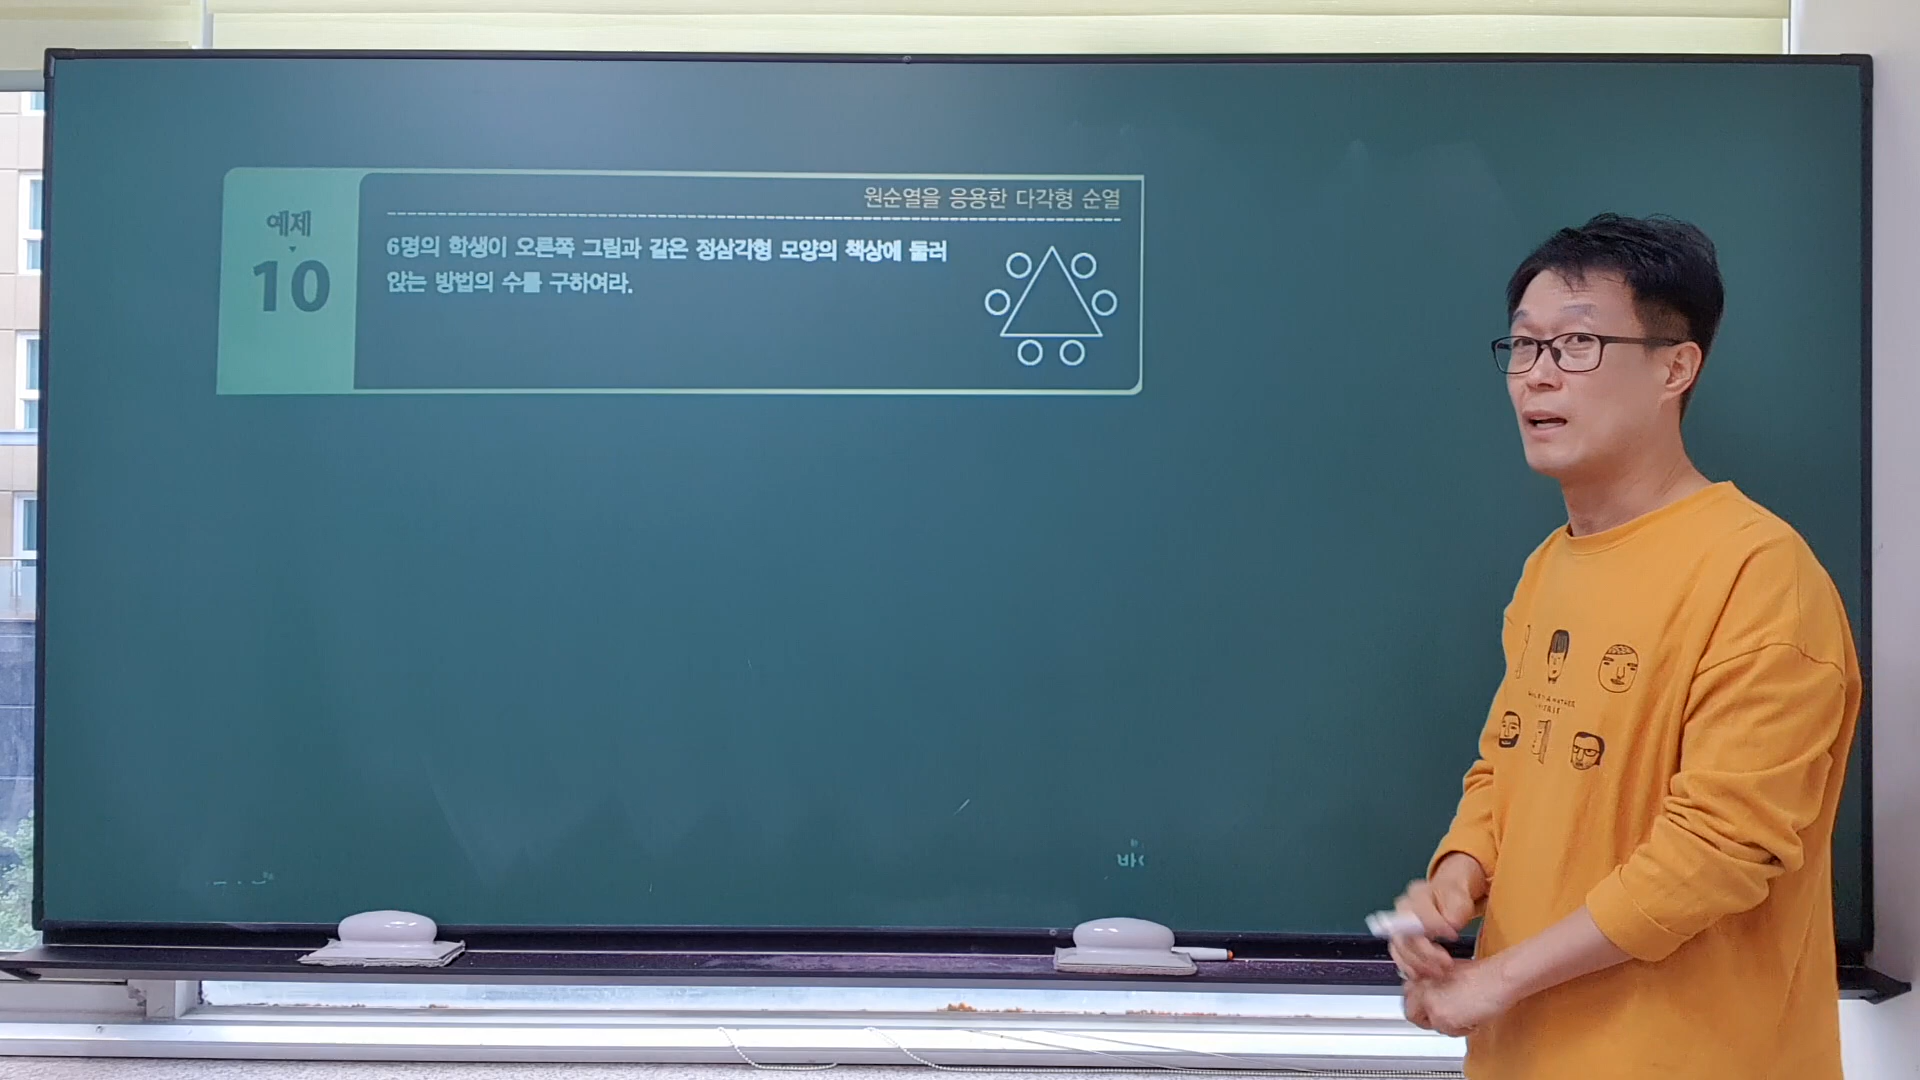 원순열을 응용한 다각형 순열
예제
10
6명의 학생이 오른쪽 그림과 같은 정삼각형 모양의 책상에 둘러
앉는 방법의 수를 구하여라.